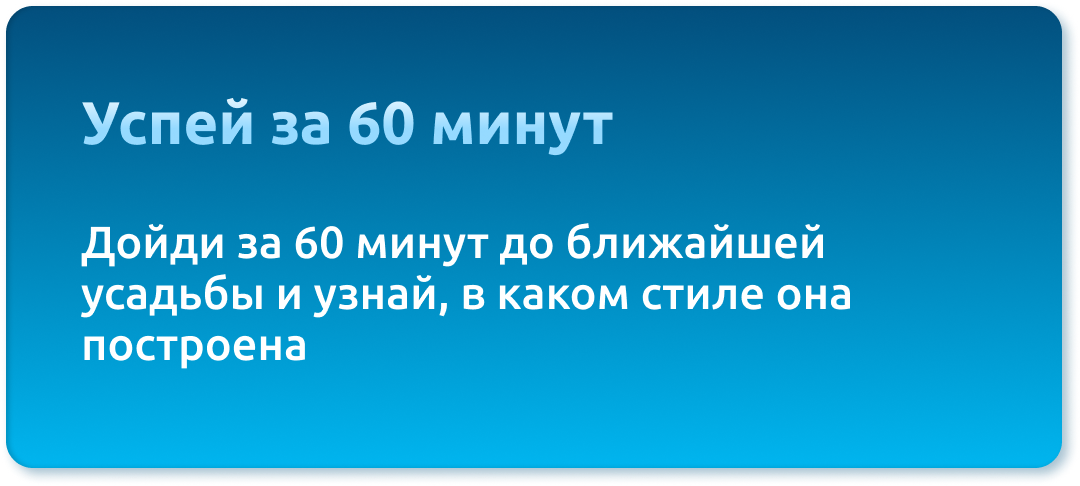 Успей за 60 минут
Дойди за 60 минут до ближайшей
усадьбы и узнай, в каком стиле она
построена